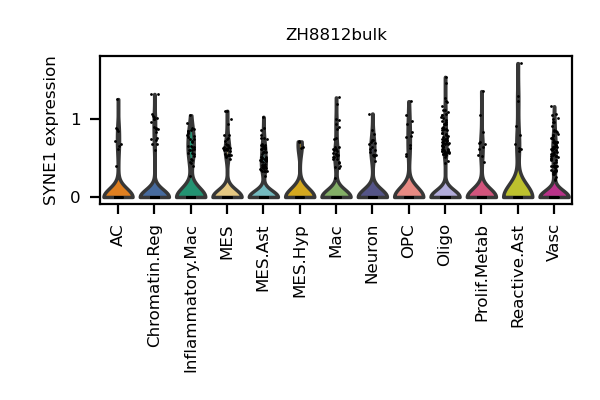 ZH8812bulk
SYNE1 expression
1
0
AC
Chromatin.Reg
Inflammatory.Mac
MES
MES.Ast
MES.Hyp
Mac
Neuron
OPC
Oligo
Prolif.Metab
Reactive.Ast
Vasc